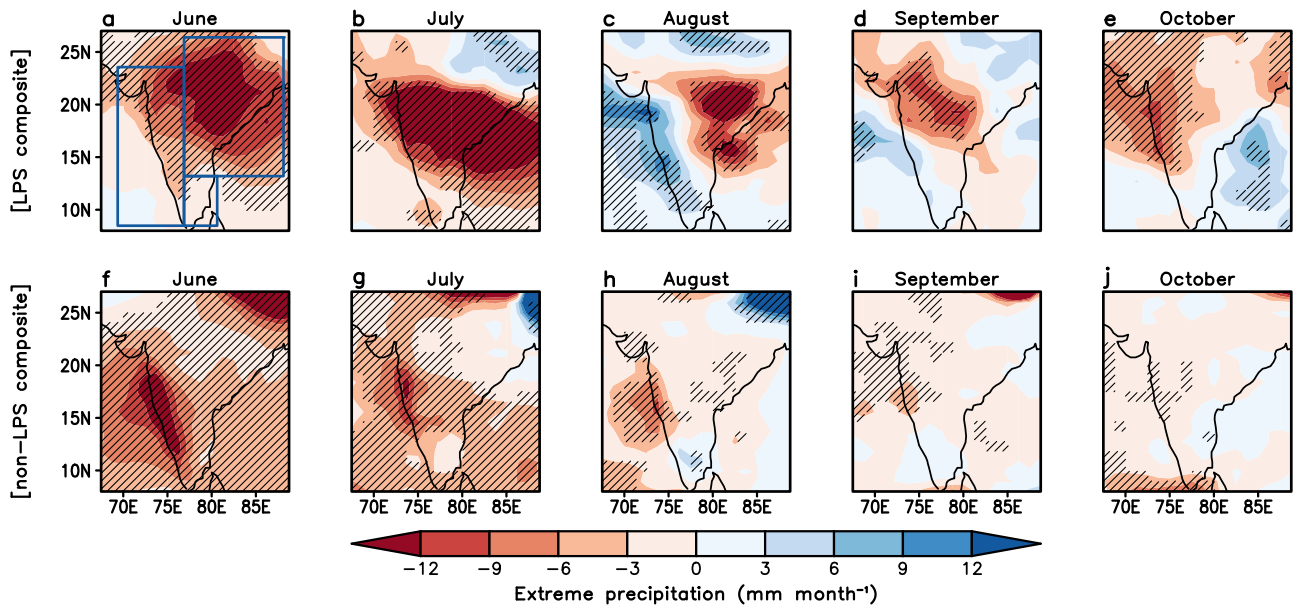 a June
b July
c August
d September
e October
[LPS composite]
25N
20N
15N
10N
f June
g July
h August
i September
j October
[non−LPS composite]
25N
20N
15N
10N
70E 75E 80E 85E
70E 75E 80E 85E
70E 75E 80E 85E
70E 75E 80E 85E
70E 75E 80E 85E
−12 −9 −6 −3 0 3 6 9 12
Extreme precipitation (mm month⁻¹)